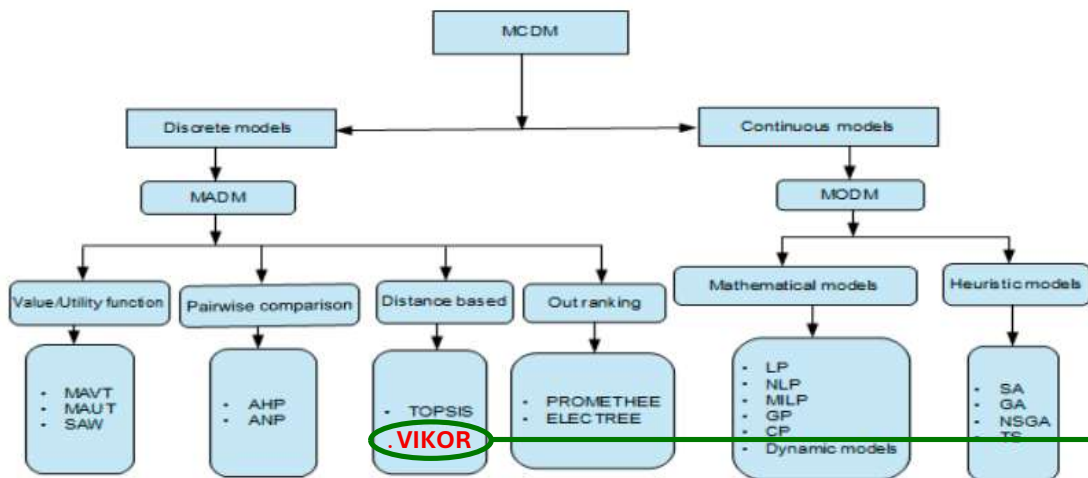 MCDM
Discrete models
Continuous models
MADM
MODM
Value/Utility function
Pairwise comparison
Distance based
Out ranking
Mathematical models
Heuristic models
• MAVT
• MAUT
• SAW
• AHP
• ANP
• TOPSIS
. VIKOR
• PROMETHEE
• ELECTREE
• LP
• NLP
• MILP
• GP
• CP
• Dynamic models
• SA
• GA
• NSGA
• TS